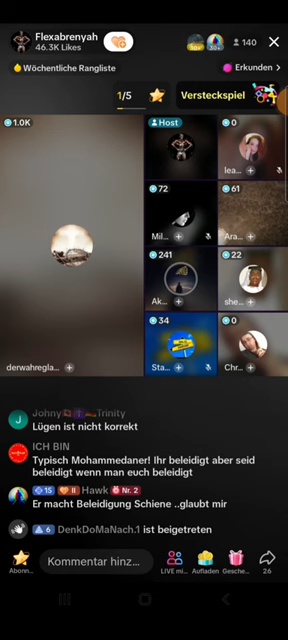 Flexabrenyah
46.3K Likes
140
Wöchentliche Rangliste
Erkunden
1/5
Versteckspiel
1.0K
Host
0
lea...
72
61
Mil...
Ara...
241
22
Ak...
she...
34
0
derwahregla...
Sta...
Chr...
Johny Trinity
Lügen ist nicht korrekt
ICH BIN
Typisch Mohammedaner! Ihr beleidigt aber seid
beleidigt wenn man euch beleidigt
15 II Hawk Nr. 2
Er macht Beleidigung Schiene ..glaubt mir
6 DenkDoMaNach.1 ist beigetreten
Kommentar hinz...
Abonn...
LIVE mi...
Aufladen
Gesche...
26